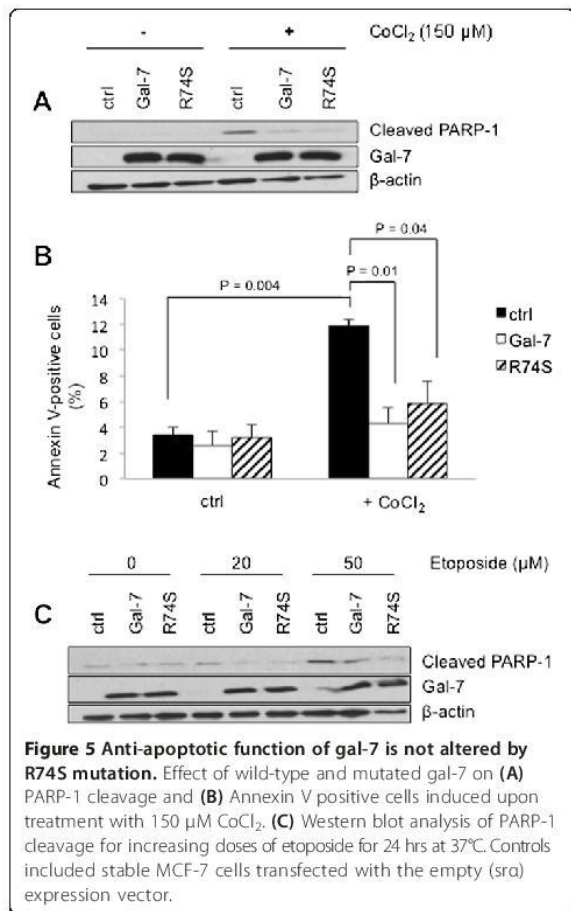 - + CoCl₂ (150 µM)
ctrl Gal-7 R74S ctrl Gal-7 R74S
A
Cleaved PARP-1
Gal-7
β-actin
B
P = 0.04
P = 0.01
P = 0.004
Annexin V-positive cells
(%)
14
12
10
8
6
4
2
0
ctrl
Gal-7
R74S
ctrl + CoCl₂
0 20 50 Etoposide (µM)
ctrl Gal-7 R74S ctrl Gal-7 R74S ctrl Gal-7 R74S
C
Cleaved PARP-1
Gal-7
β-actin
Figure 5 Anti-apoptotic function of gal-7 is not altered by
R74S mutation. Effect of wild-type and mutated gal-7 on (A)
PARP-1 cleavage and (B) Annexin V positive cells induced upon
treatment with 150 µM CoCl₂. (C) Western blot analysis of PARP-1
cleavage for increasing doses of etoposide for 24 hrs at 37°C. Controls
included stable MCF-7 cells transfected with the empty (srα)
expression vector.